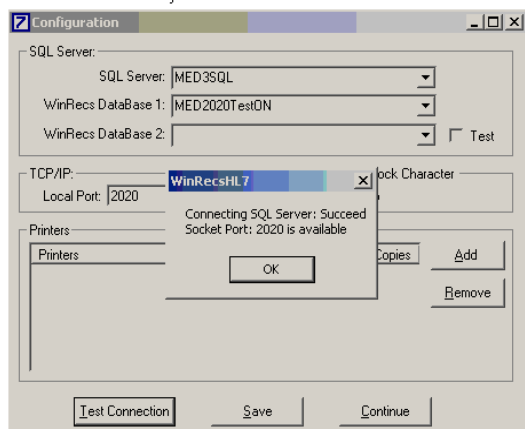 Configuration
SQL Server:
SQL Server: MED3SQL
WinRecs DataBase 1: MED2020TestON
WinRecs DataBase 2:
Test
TCP/IP:
Local Port: 2020
WinRecsHL7
Character
Connecting SQL Server: Succeed
Socket Port: 2020 is available
OK
Printers
Printers
Copies
Add
Remove
Test Connection
Save
Continue